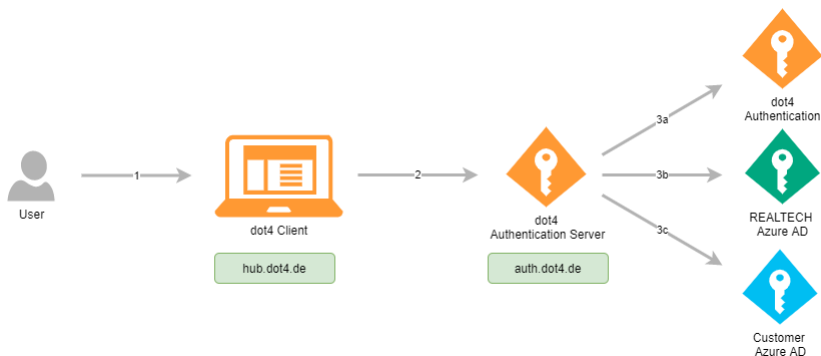 User
1
dot4 Client
hub.dot4.de
2
dot4
Authentication Server
auth.dot4.de
3a
3b
3c
dot4
Authentication
REALTECH
Azure AD
Customer
Azure AD